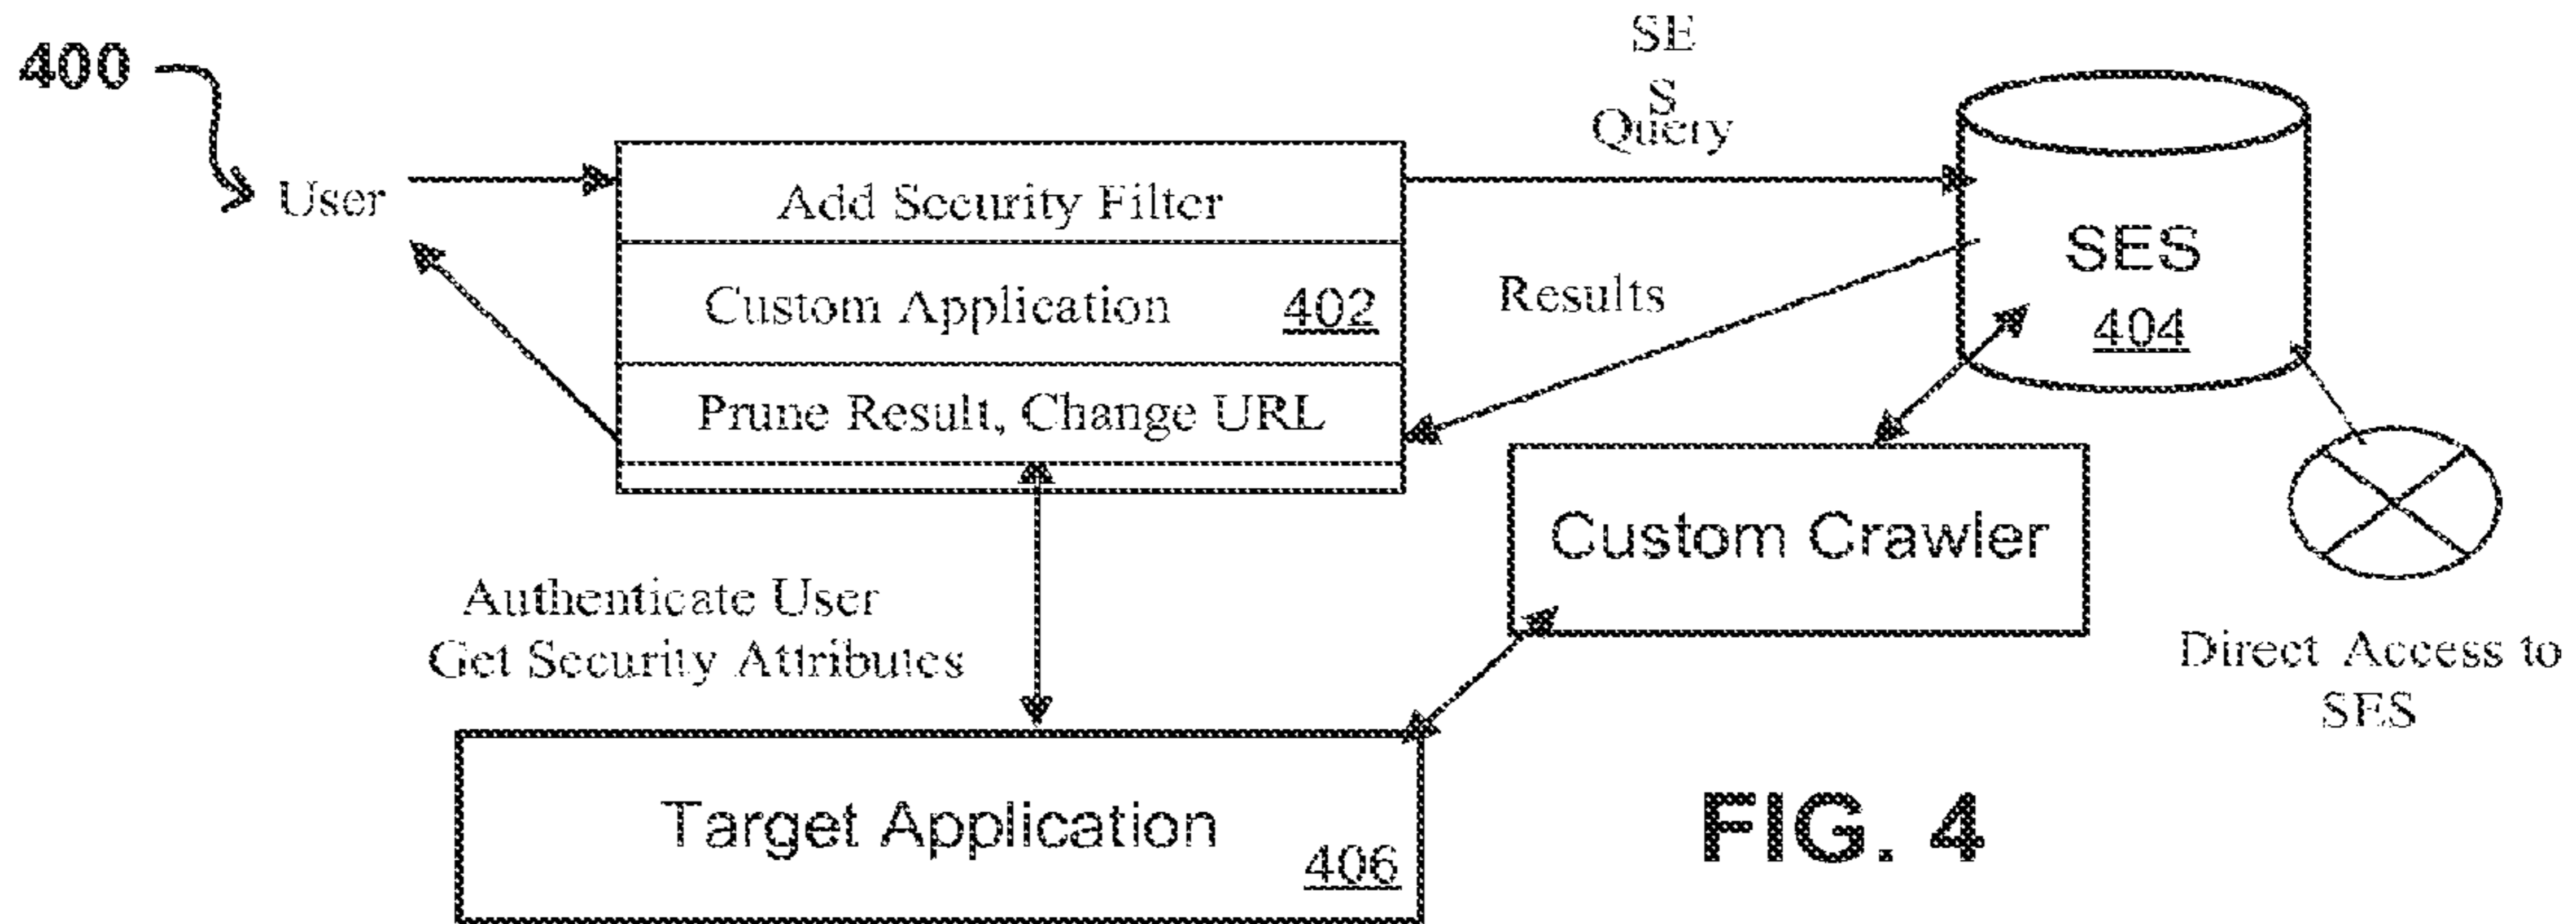 400
User
Add Security Filter
Custom Application 402
Prune Result, Change URL
SE
S
Query
Results
SES
404
Custom Crawler
Direct Access to
SES
Authenticate User
Get Security Attributes
Target Application
406
FIG. 4